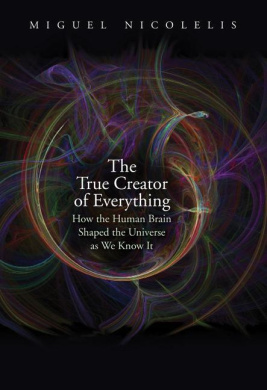 MIGUEL NICOLELIS
The
True Creator
of Everything
How the Human Brain
Shaped the Universe
as We Know It